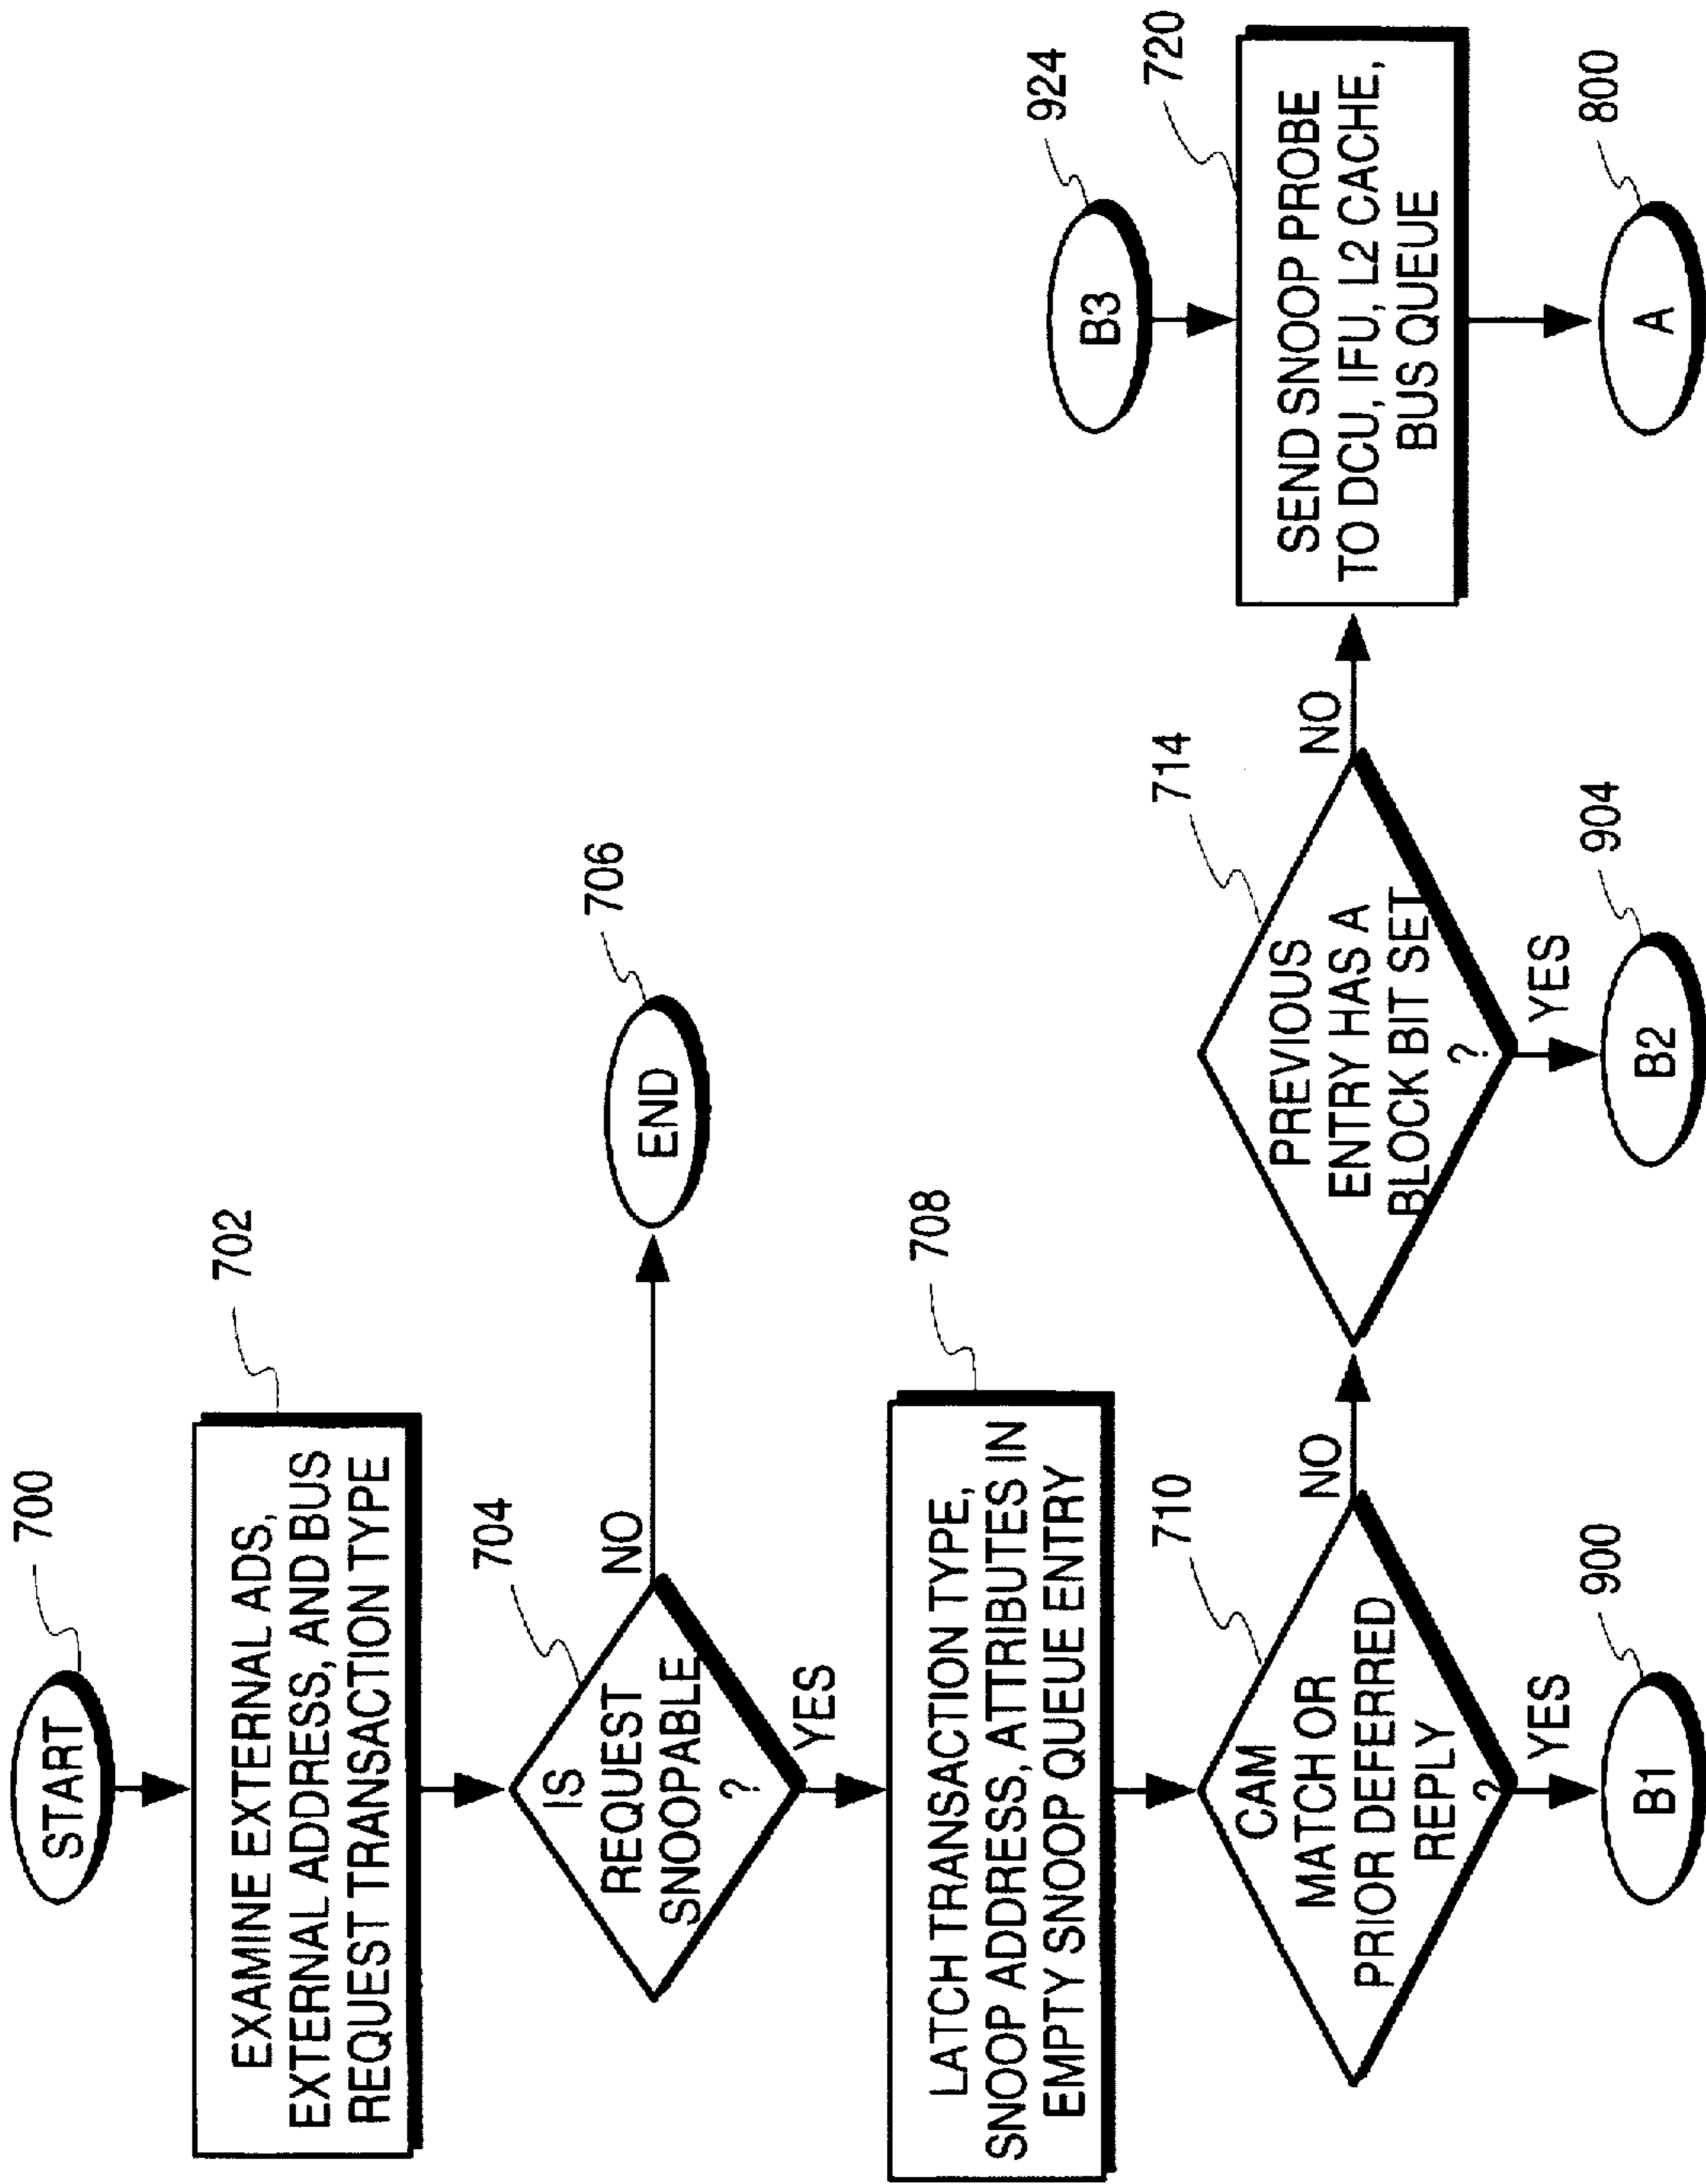 START
700
EXAMINE EXTERNAL ADS,
EXTERNAL ADDRESS, AND BUS
REQUEST TRANSACTION TYPE
702
IS
REQUEST
SNOOPABLE
?
704
NO
END
706
YES
LATCH TRANSACTION TYPE,
SNOOP ADDRESS, ATTRIBUTES IN
EMPTY SNOOP QUEUE ENTRY
708
CAM
MATCH OR
PRIOR DEFERRED
REPLY
?
710
YES
B1
900
NO
PREVIOUS
ENTRY HAS A
BLOCK BIT SET
?
714
YES
B2
904
NO
B3
924
SEND SNOOP PROBE
TO DCU, IFU, L2 CACHE,
BUS QUEUE
720
A
800